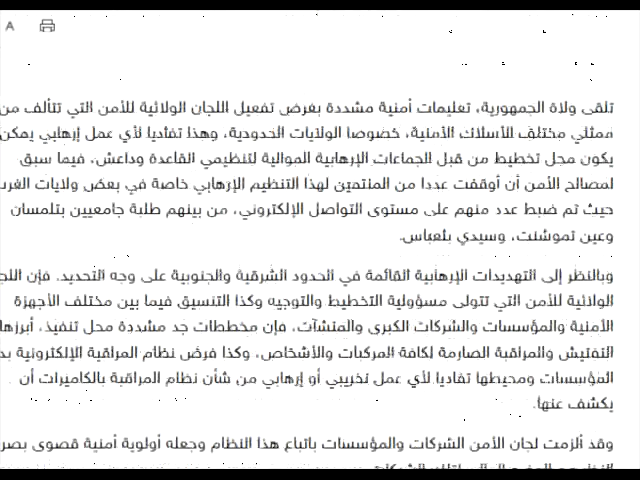 A
تلقى ولاة الجمهورية، تعليمات أمنية مشددة بغرض تفعيل اللجان الولائية للأمن التي تتألف من
ممثلي مختلف الأسلاك الأمنية، خصوصا الولايات الحدودية، وهذا تفاديا لأي عمل إرهابي يمكن
يكون محل تخطيط من قبل الجماعات الإرهابية الموالية لتنظيمي القاعدة وداعش، فيما سبق
لمصالح الأمن أن أوقفت عددا من المنتمين لهذا التنظيم الإرهابي خاصة في بعض ولايات الغرب
حيث تم ضبط عدد منهم على مستوى التواصل الإلكتروني، من بينهم طلبة جامعيين بتلمسان
وعين تموشنت، وسيدي بلعباس.
وبالنظر إلى التهديدات الإرهابية القائمة في الحدود الشرقية والجنوبية على وجه التحديد. فإن
الولائية للأمن التي تتولى مسؤولية التخطيط والتوجيه وكذا التنسيق فيما بين مختلف الأجهزة
الأمنية والمؤسسات والشركات الكبرى والمنشآت، فإن مخططات جد مشددة محل تنفيذ، أبرزها
التفتيش والمراقبة الصارمة لكافة المركبات والأشخاص، وكذا فرض نظام المراقبة الإلكترونية
المؤسسات ومحيطها تفاديا لأي عمل تخريبي أو إرهابي من شأن نظام المراقبة بالكاميرات أن
يكشف عنها.
وقد ألزمت لجان الأمن الشركات والمؤسسات باتباع هذا النظام وجعله أولوية أمنية قصوى